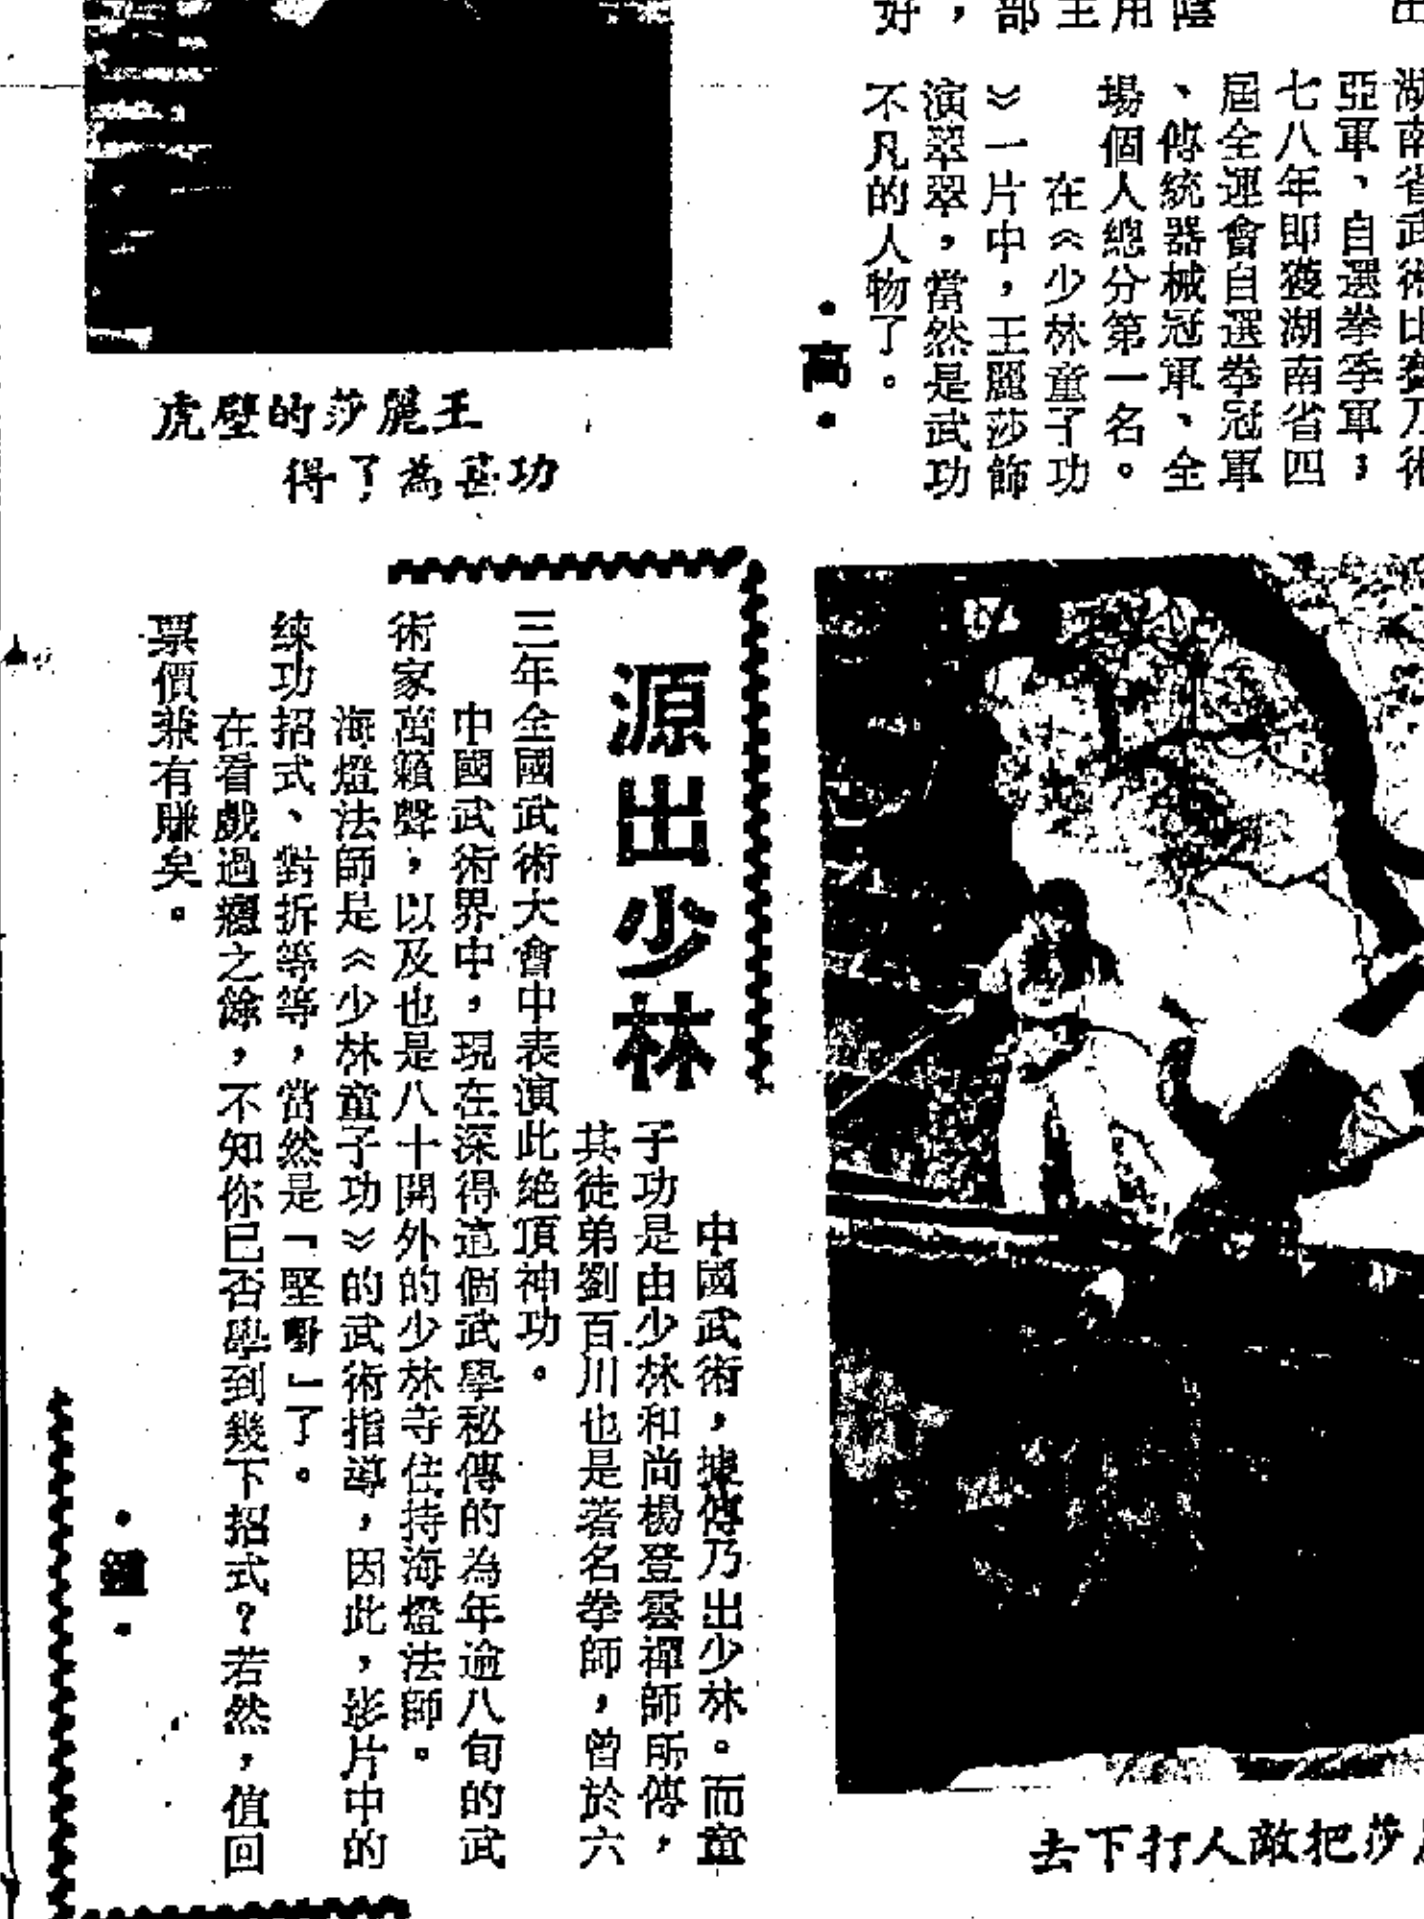 湖南省武術比賽
亞軍、自選拳季軍；
七八年即獲湖南省四
屆全運會自選拳冠軍
、傳統器械冠軍、全
場個人總分第一名。
在《少林童子功
》一片中，王麗莎飾
演翠翠，當然是武功
不凡的人物了。
•高•
王麗莎的壁虎
功甚為了得
莎把敵人打下去
源出少林
中國武術，據傳乃出少林。而童
子功是由少林和尚楊登雲禪師所傳，
其徒弟劉百川也是著名拳師，曾於六
三年全國武術大會中表演此絶頂神功。
中國武術界中，現在深得這個武學秘傳的為年逾八旬的武
術家萬籟聲，以及也是八十開外的少林寺住持海燈法師。
海燈法師是《少林童子功》的武術指導，因此，影片中的
練功招式、對拆等等，當然是「堅嘢」了。
在看戲過癮之餘，不知你已否學到幾下招式？若然，值回
票價兼有賺矣。